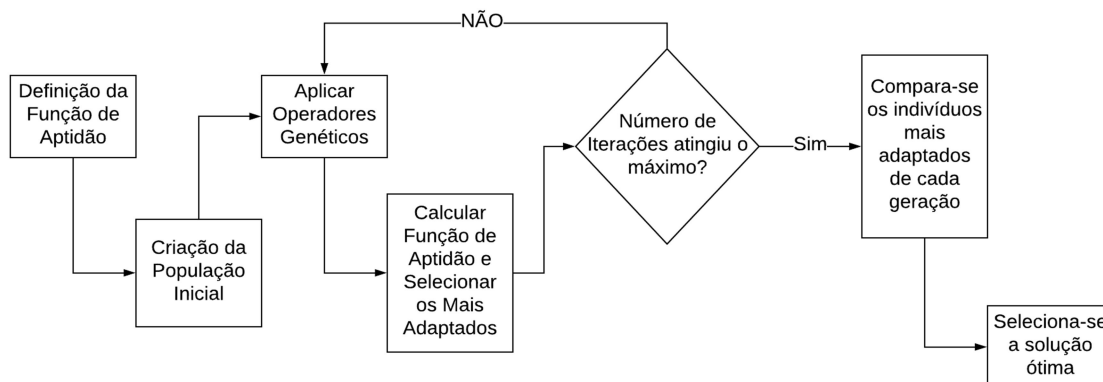 NÃO
Definição da
Função de
Aptidão
Criação da
População
Inicial
Aplicar
Operadores
Genéticos
Calcular
Função de
Aptidão e
Selecionar
os Mais
Adaptados
Número de
Iterações atingiu o
máximo?
Sim
Compara-se
os indivíduos
mais
adaptados
de cada
geração
Seleciona-se
a solução
ótima